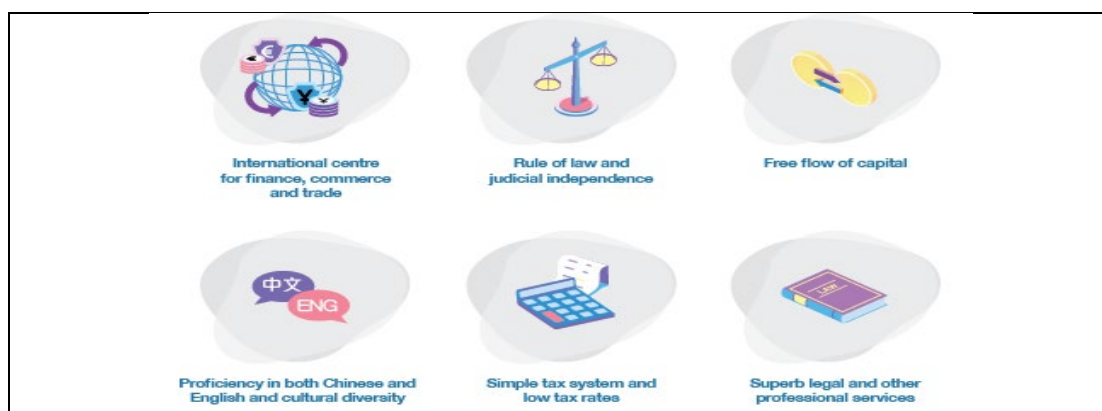 €
¥
International centre
for finance, commerce
and trade
Rule of law and
judicial independence
Free flow of capital
中文
ENG
LAW
Proficiency in both Chinese and
English and cultural diversity
Simple tax system and
low tax rates
Superb legal and other
professional services